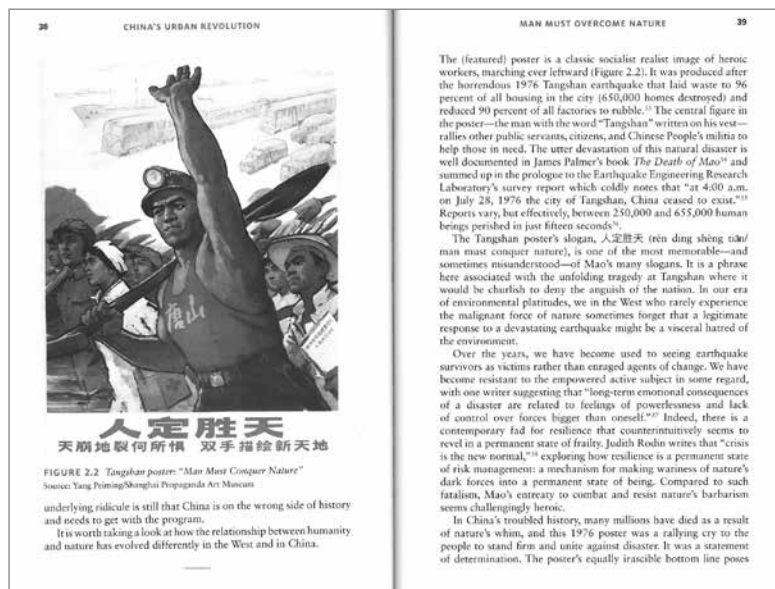 38
CHINA'S URBAN REVOLUTION
唐山
人定胜天
天崩地裂何所惧 双手描绘新天地
FIGURE 2.2 Tangshan poster: "Man Must Conquer Nature"
Source: Yang Peiming/Shanghai Propaganda Art Museum
underlying ridicule is still that China is on the wrong side of history
and needs to get with the program.
It is worth taking a look at how the relationship between humanity
and nature has evolved differently in the West and in China.
MAN MUST OVERCOME NATURE
39
The (featured) poster is a classic socialist realist image of heroic
workers, marching ever leftward (Figure 2.2). It was produced after
the horrendous 1976 Tangshan earthquake that laid waste to 96
percent of all housing in the city (650,000 homes destroyed) and
reduced 90 percent of all factories to rubble.³³ The central figure in
the poster—the man with the word "Tangshan" written on his vest—
rallies other public servants, citizens, and Chinese People's militia to
help those in need. The utter devastation of this natural disaster is
well documented in James Palmer's book The Death of Mao³⁴ and
summed up in the prologue to the Earthquake Engineering Research
Laboratory's survey report which coldly notes that "at 4:00 a.m.
on July 28, 1976 the city of Tangshan, China ceased to exist."³⁵
Reports vary, but effectively, between 250,000 and 655,000 human
beings perished in just fifteen seconds³⁶.
The Tangshan poster's slogan, 人定胜天 (rén dìng shèng tiān/
man must conquer nature), is one of the most memorable—and
sometimes misunderstood—of Mao's many slogans. It is a phrase
here associated with the unfolding tragedy at Tangshan where it
would be churlish to deny the anguish of the nation. In our era
of environmental platitudes, we in the West who rarely experience
the malignant force of nature sometimes forget that a legitimate
response to a devastating earthquake might be a visceral hatred of
the environment.
Over the years, we have become used to seeing earthquake
survivors as victims rather than enraged agents of change. We have
become resistant to the empowered active subject in some regard,
with one writer suggesting that "long-term emotional consequences
of a disaster are related to feelings of powerlessness and lack
of control over forces bigger than oneself."³⁷ Indeed, there is a
contemporary fad for resilience that counterintuitively seems to
revel in a permanent state of frailty. Judith Rodin writes that "crisis
is the new normal,"³⁸ exploring how resilience is a permanent state
of risk management: a mechanism for making wariness of nature's
dark forces into a permanent state of being. Compared to such
fatalism, Mao's entreaty to combat and resist nature's barbarism
seems challengingly heroic.
In China's troubled history, many millions have died as a result
of nature's whim, and this 1976 poster was a rallying cry to the
people to stand firm and unite against disaster. It was a statement
of determination. The poster's equally irascible bottom line poses